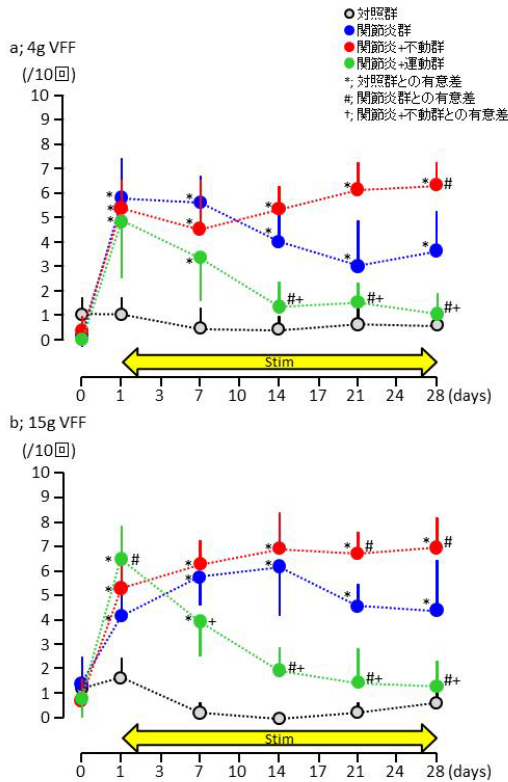 対照群
関節炎群
関節炎+不動群
関節炎+運動群
*; 対照群との有意差
#; 関節炎群との有意差
†; 関節炎+不動群との有意差
a; 4g VFF
(/10回)
10
9
8
7
6
5
4
3
2
1
0
* * * * * * * * * * * #
* #+ #+ #+
Stim
0 1 3 7 10 14 17 21 24 28 (days)
b; 15g VFF
(/10回)
10
9
8
7
6
5
4
3
2
1
0
* # * * * * * * * # * * # *
* + #+ #+ #+
Stim
0 1 3 7 10 14 17 21 24 28 (days)